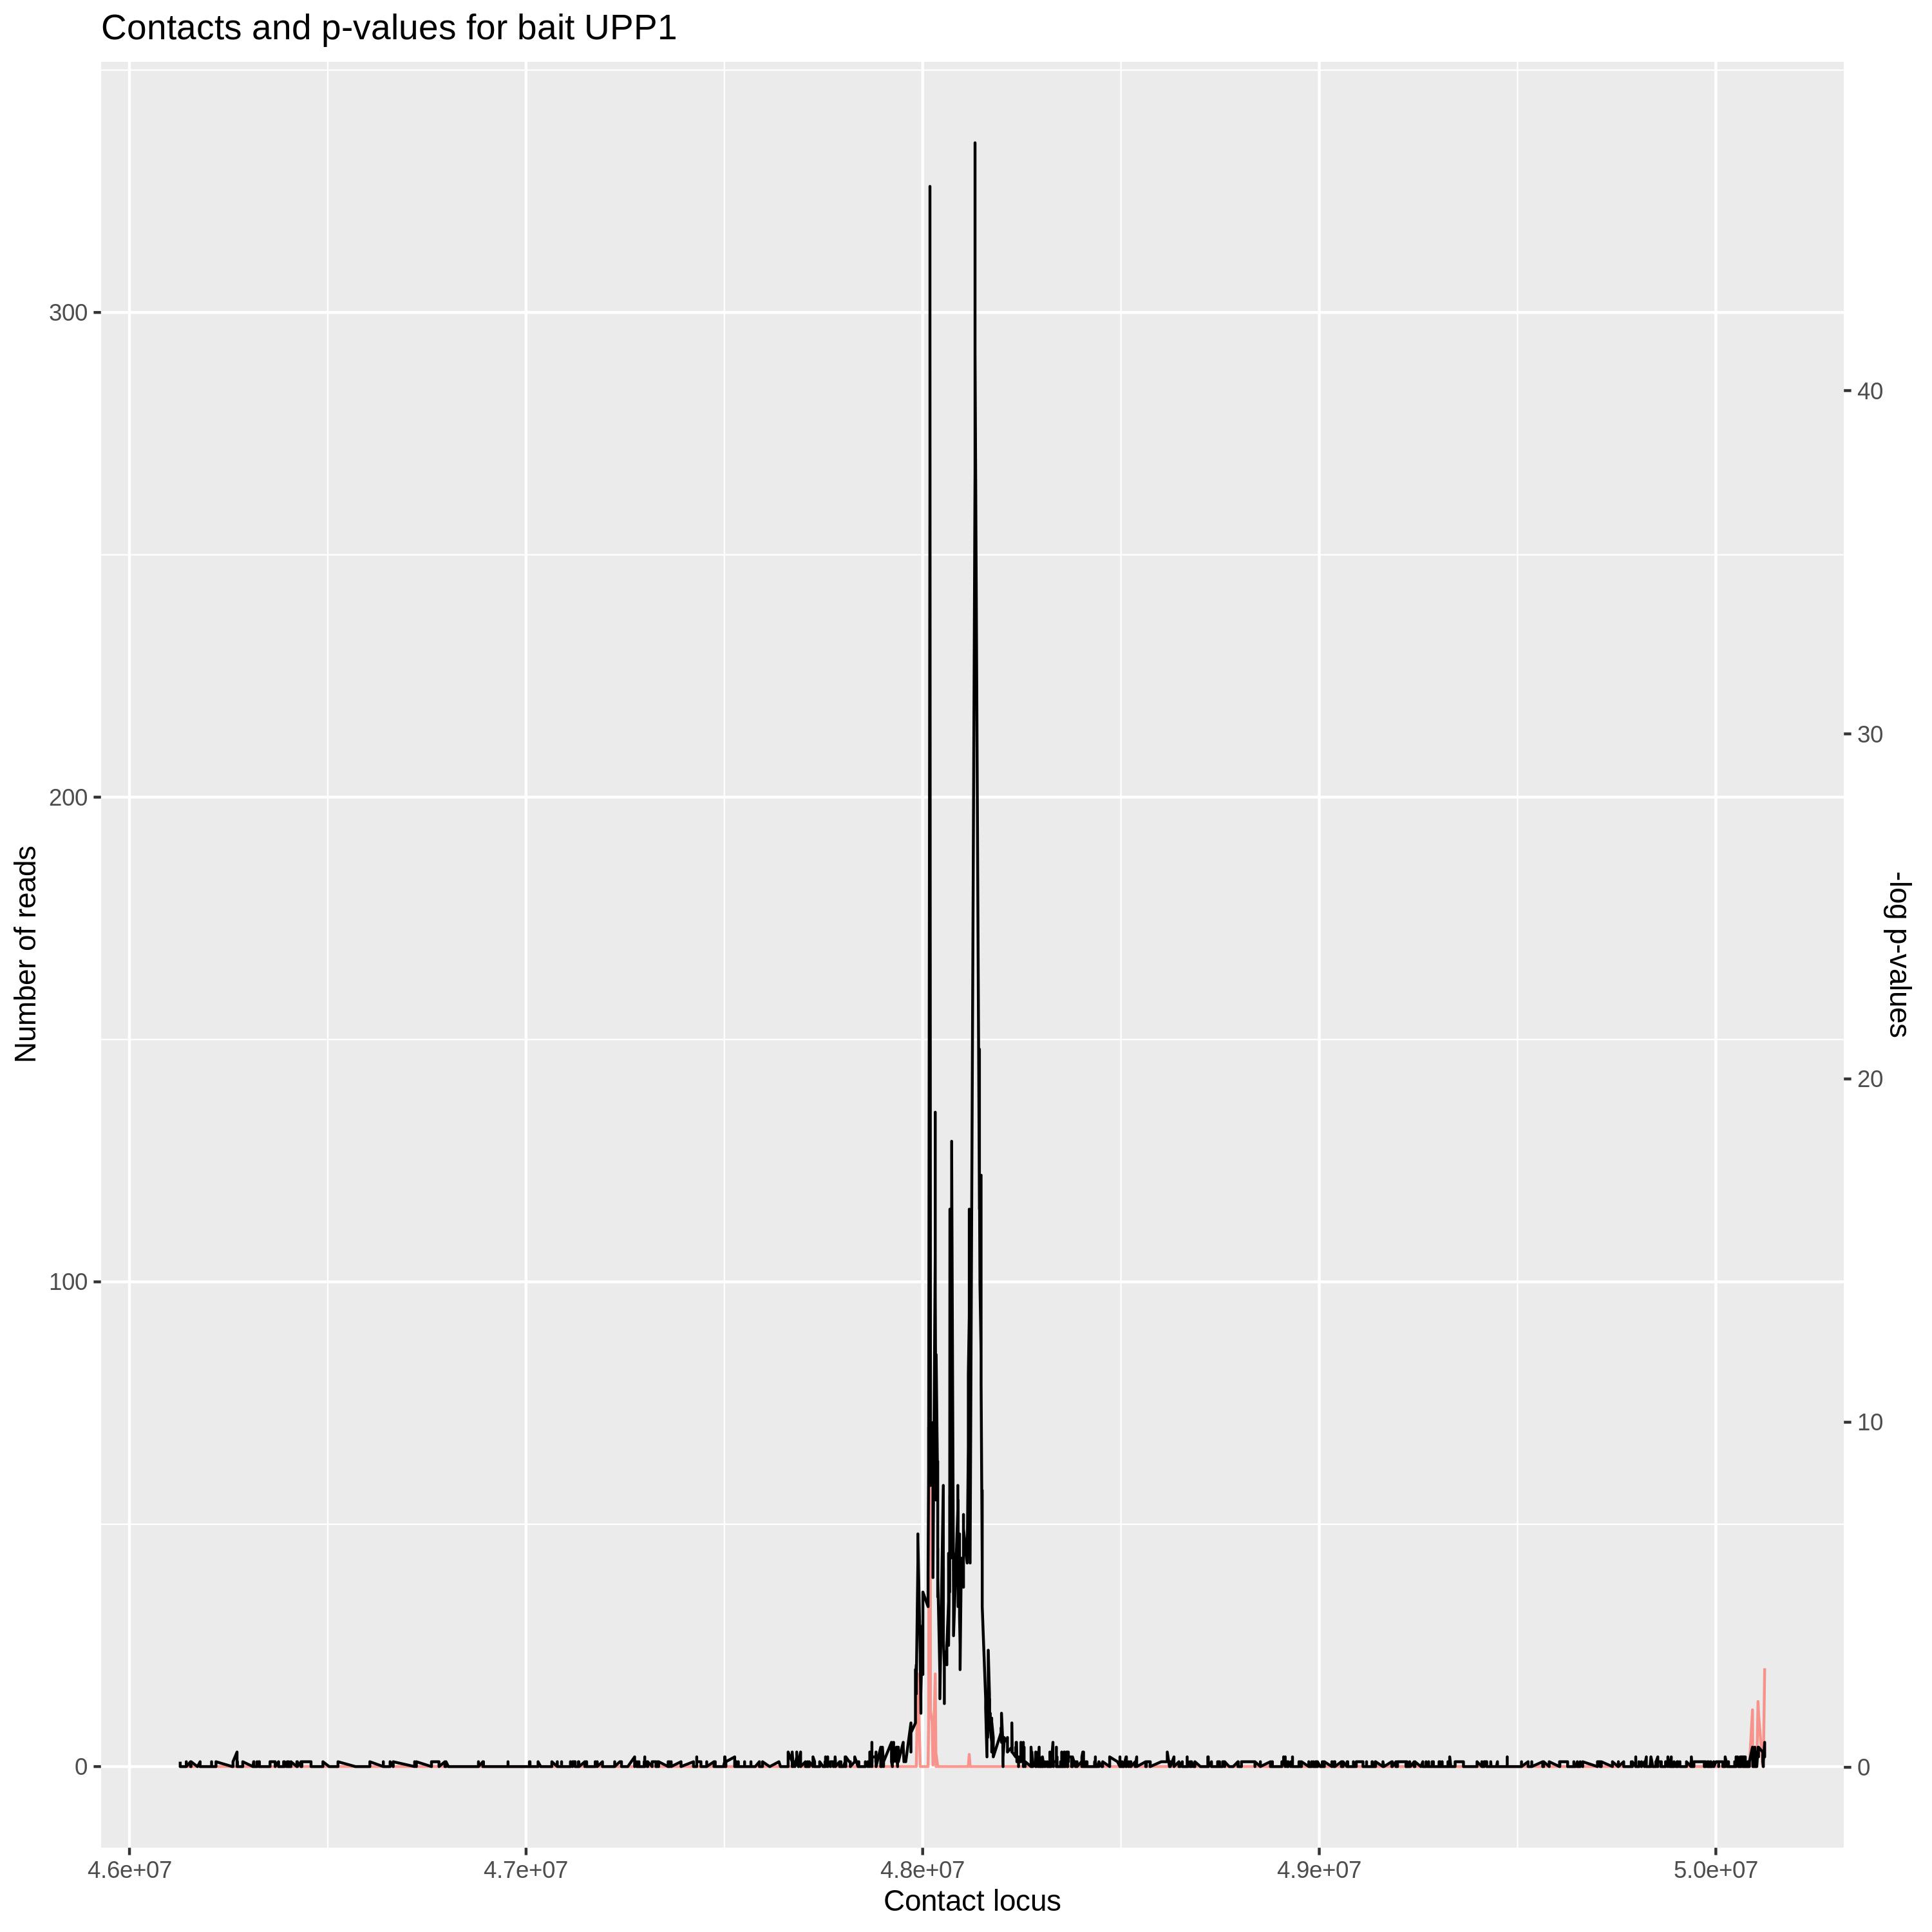 Contacts and p-values for bait UPP1
300
200
100
0
Number of reads
40
30
20
10
0
-log p-values
4.6e+07 4.7e+07 4.8e+07 4.9e+07 5.0e+07
Contact locus